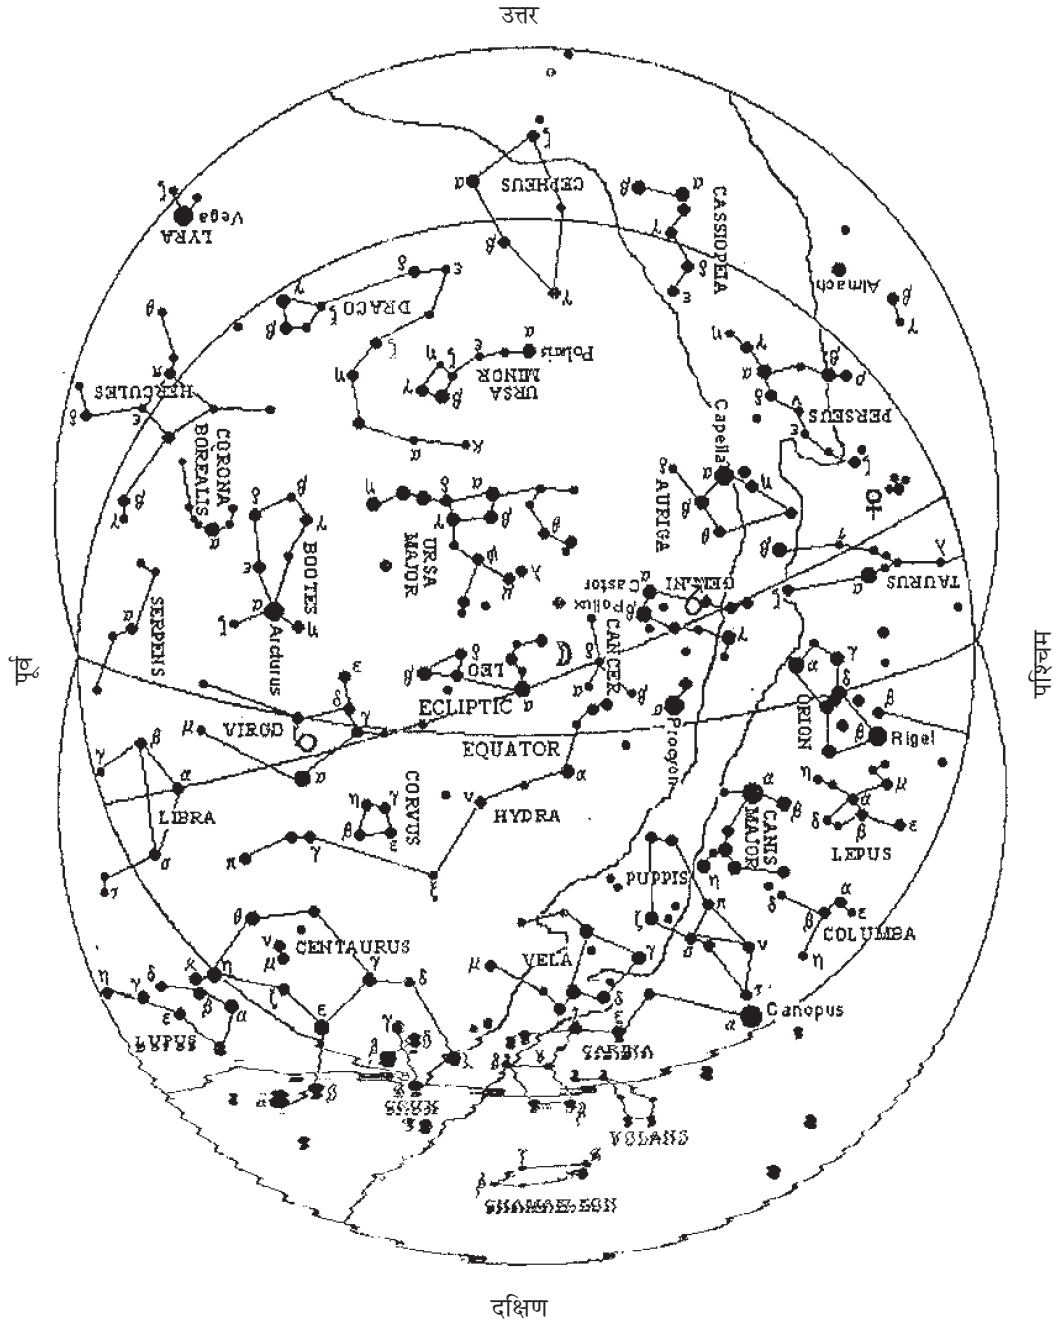 उत्तर
CEPHEUS
CASSIOPEIA
Vega
LYRA
Almach
DRACO
Polaris
URSA
MINOR
HERCULES
PERSEUS
Capella
CORONA
BOREALIS
AURIGA
BOOTES
URSA
MAJOR
TAURUS
GEMINI
Castor
Pollux
SERPENS
Arcturus
CANCER
LEO
पूर्व
पश्चिम
ECLIPTIC
ORION
Procyon
VIRGO
EQUATOR
Rigel
LIBRA
CORVUS
HYDRA
CANIS
MAJOR
LEPUS
PUPPIS
COLUMBA
CENTAURUS
VELA
Canopus
LUPUS
CARINA
VOLANS
CHAMAELEON
दक्षिण